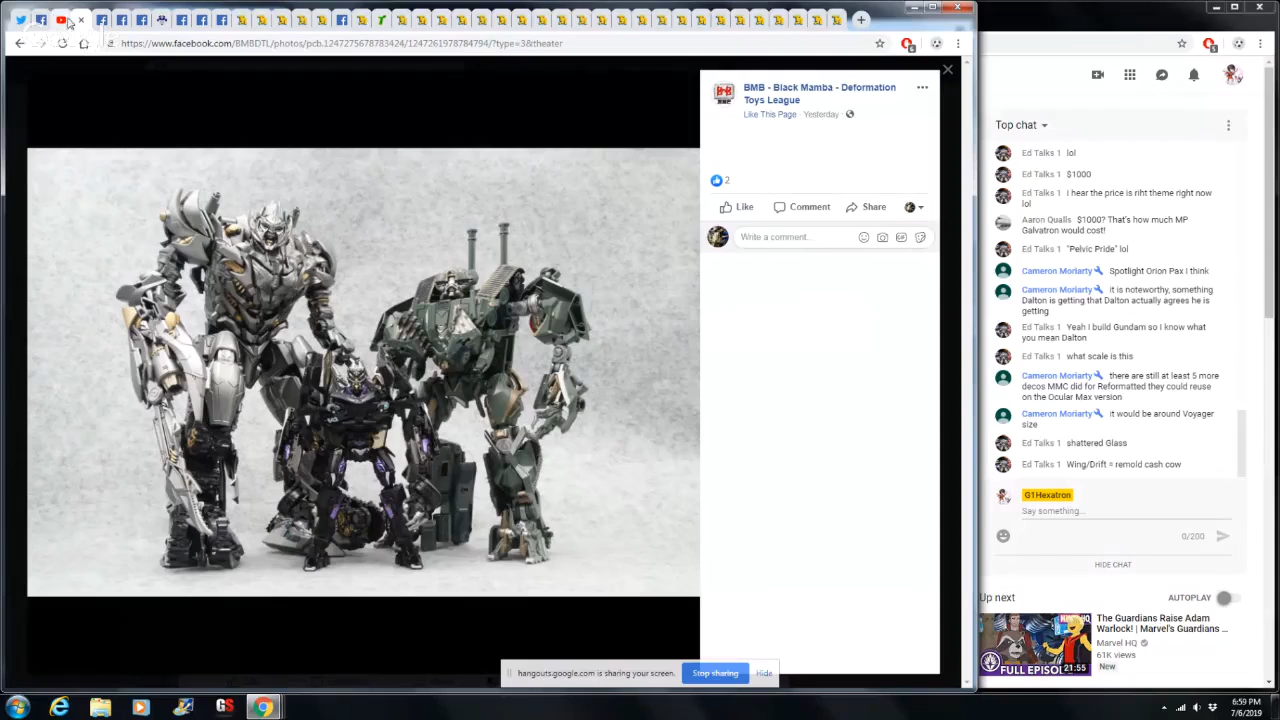 https://www.facebook.com/BMBDTL/photos/pcb.1247275678783424/1247261978784794/?type=3&theater
BMB - Black Mamba - Deformation
Toys League
Like This Page · Yesterday ·
2
Like Comment Share
Write a comment...
hangouts.google.com is sharing your screen. Stop sharing Hide
Top chat
Ed Talks 1 lol
Ed Talks 1 $1000
Ed Talks 1 I hear the price is riht theme right now
lol
Aaron Qualls $1000? That's how much MP
Galvatron would cost!
Ed Talks 1 "Pelvic Pride" lol
Cameron Moriarty Spotlight Orion Pax I think
Cameron Moriarty it is noteworthy, something
Dalton is getting that Dalton actually agrees he is
getting
Ed Talks 1 Yeah I build Gundam so I know what
you mean Dalton
Ed Talks 1 what scale is this
Cameron Moriarty there are still at least 5 more
decos MMC did for Reformatted they could reuse
on the Ocular Max version
Cameron Moriarty it would be around Voyager
size
Ed Talks 1 shattered Glass
Ed Talks 1 Wing/Drift = remold cash cow
G1Hexatron
Say something...
0/200
HIDE CHAT
Up next AUTOPLAY
The Guardians Raise Adam
Warlock! | Marvel's Guardians ...
Marvel HQ
61K views
New
FULL EPISO
21:55
GS
6:59 PM
7/6/2019